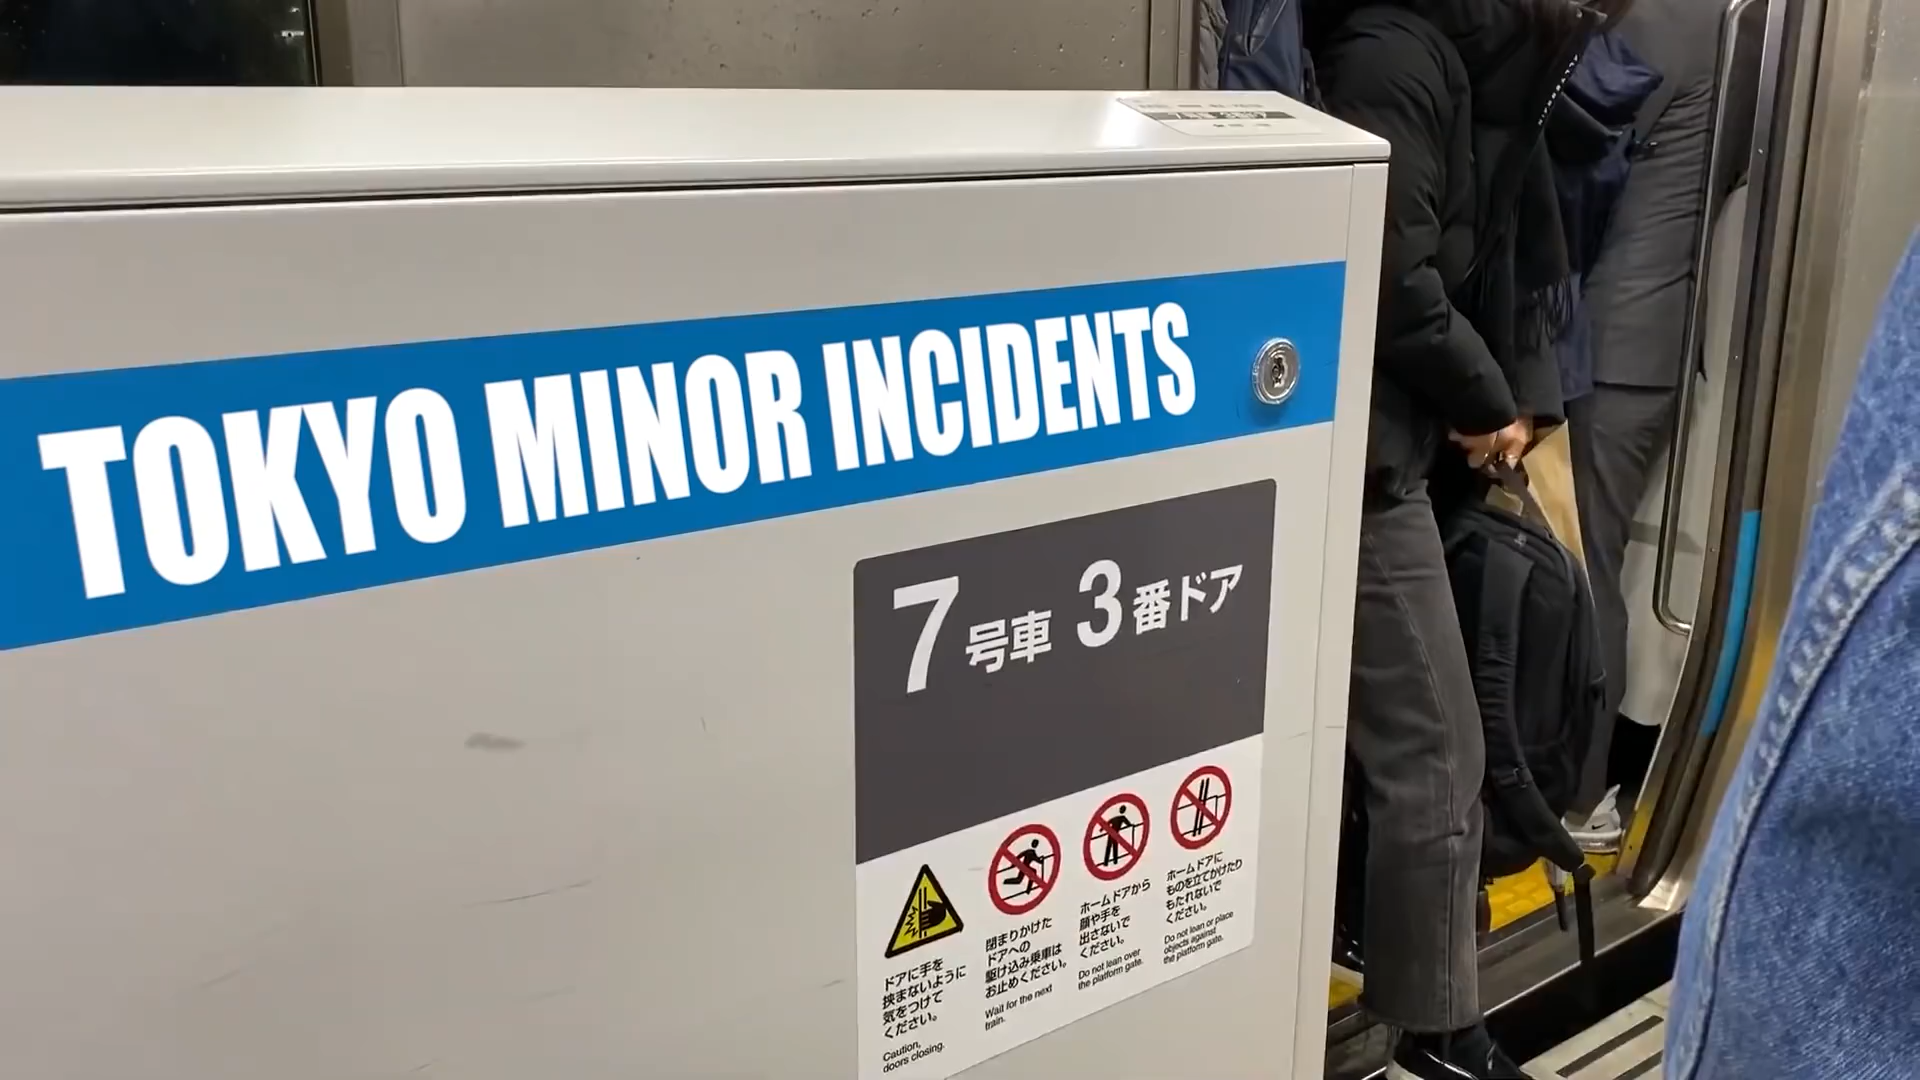 TOKYO MINOR INCIDENTS
7号車 3番ドア
ドアに手を
挟まないように
気をつけて
ください。
Caution,
doors closing.
閉まりかけた
ドアへの
駆け込み乗車は
お止めください。
Wait for the next
train.
ホームドアから
顔や手を
出さないで
ください。
Do not lean over
the platform gate.
ホームドアに
ものを立てかけたり
もたれないで
ください。
Do not lean or place
objects against
the platform gate.